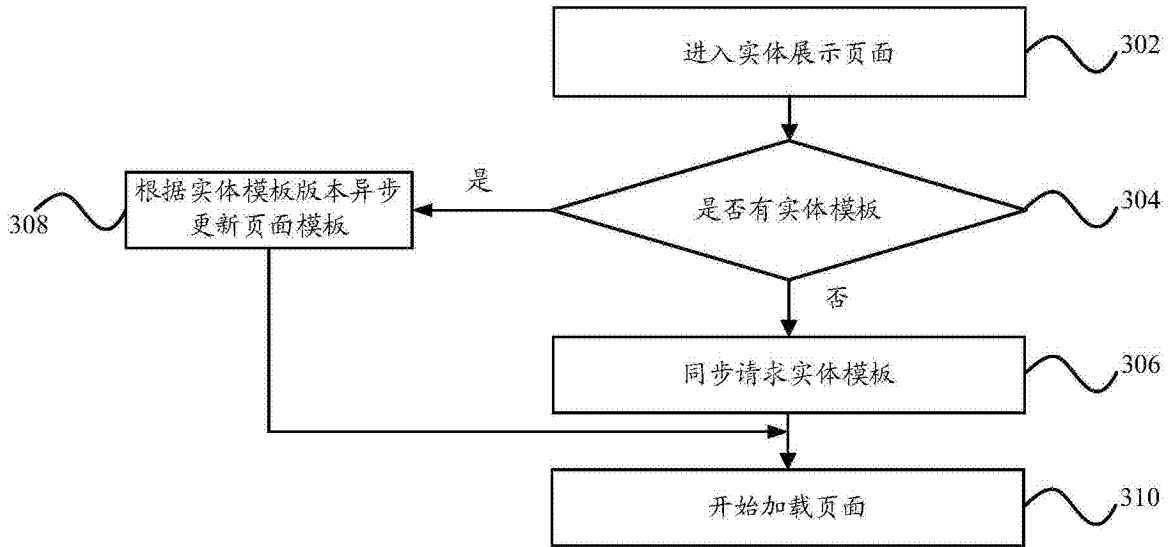 进入实体展示页面
302
是否有实体模板
304
是
根据实体模板版本异步
更新页面模板
308
否
同步请求实体模板
306
开始加载页面
310